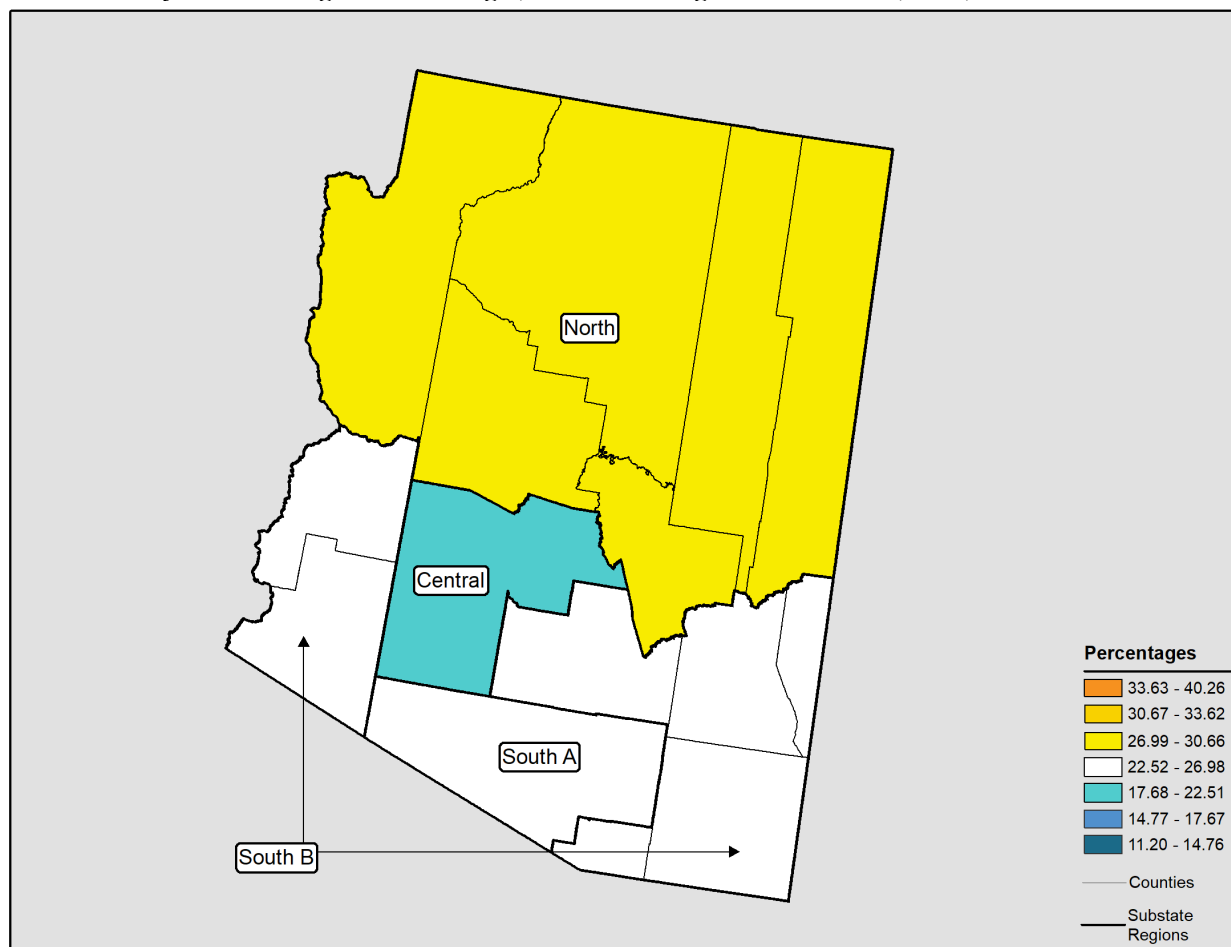 North
Central
South A
South B
Percentages
33.63 - 40.26
30.67 - 33.62
26.99 - 30.66
22.52 - 26.98
17.68 - 22.51
14.77 - 17.67
11.20 - 14.76
Counties
Substate
Regions